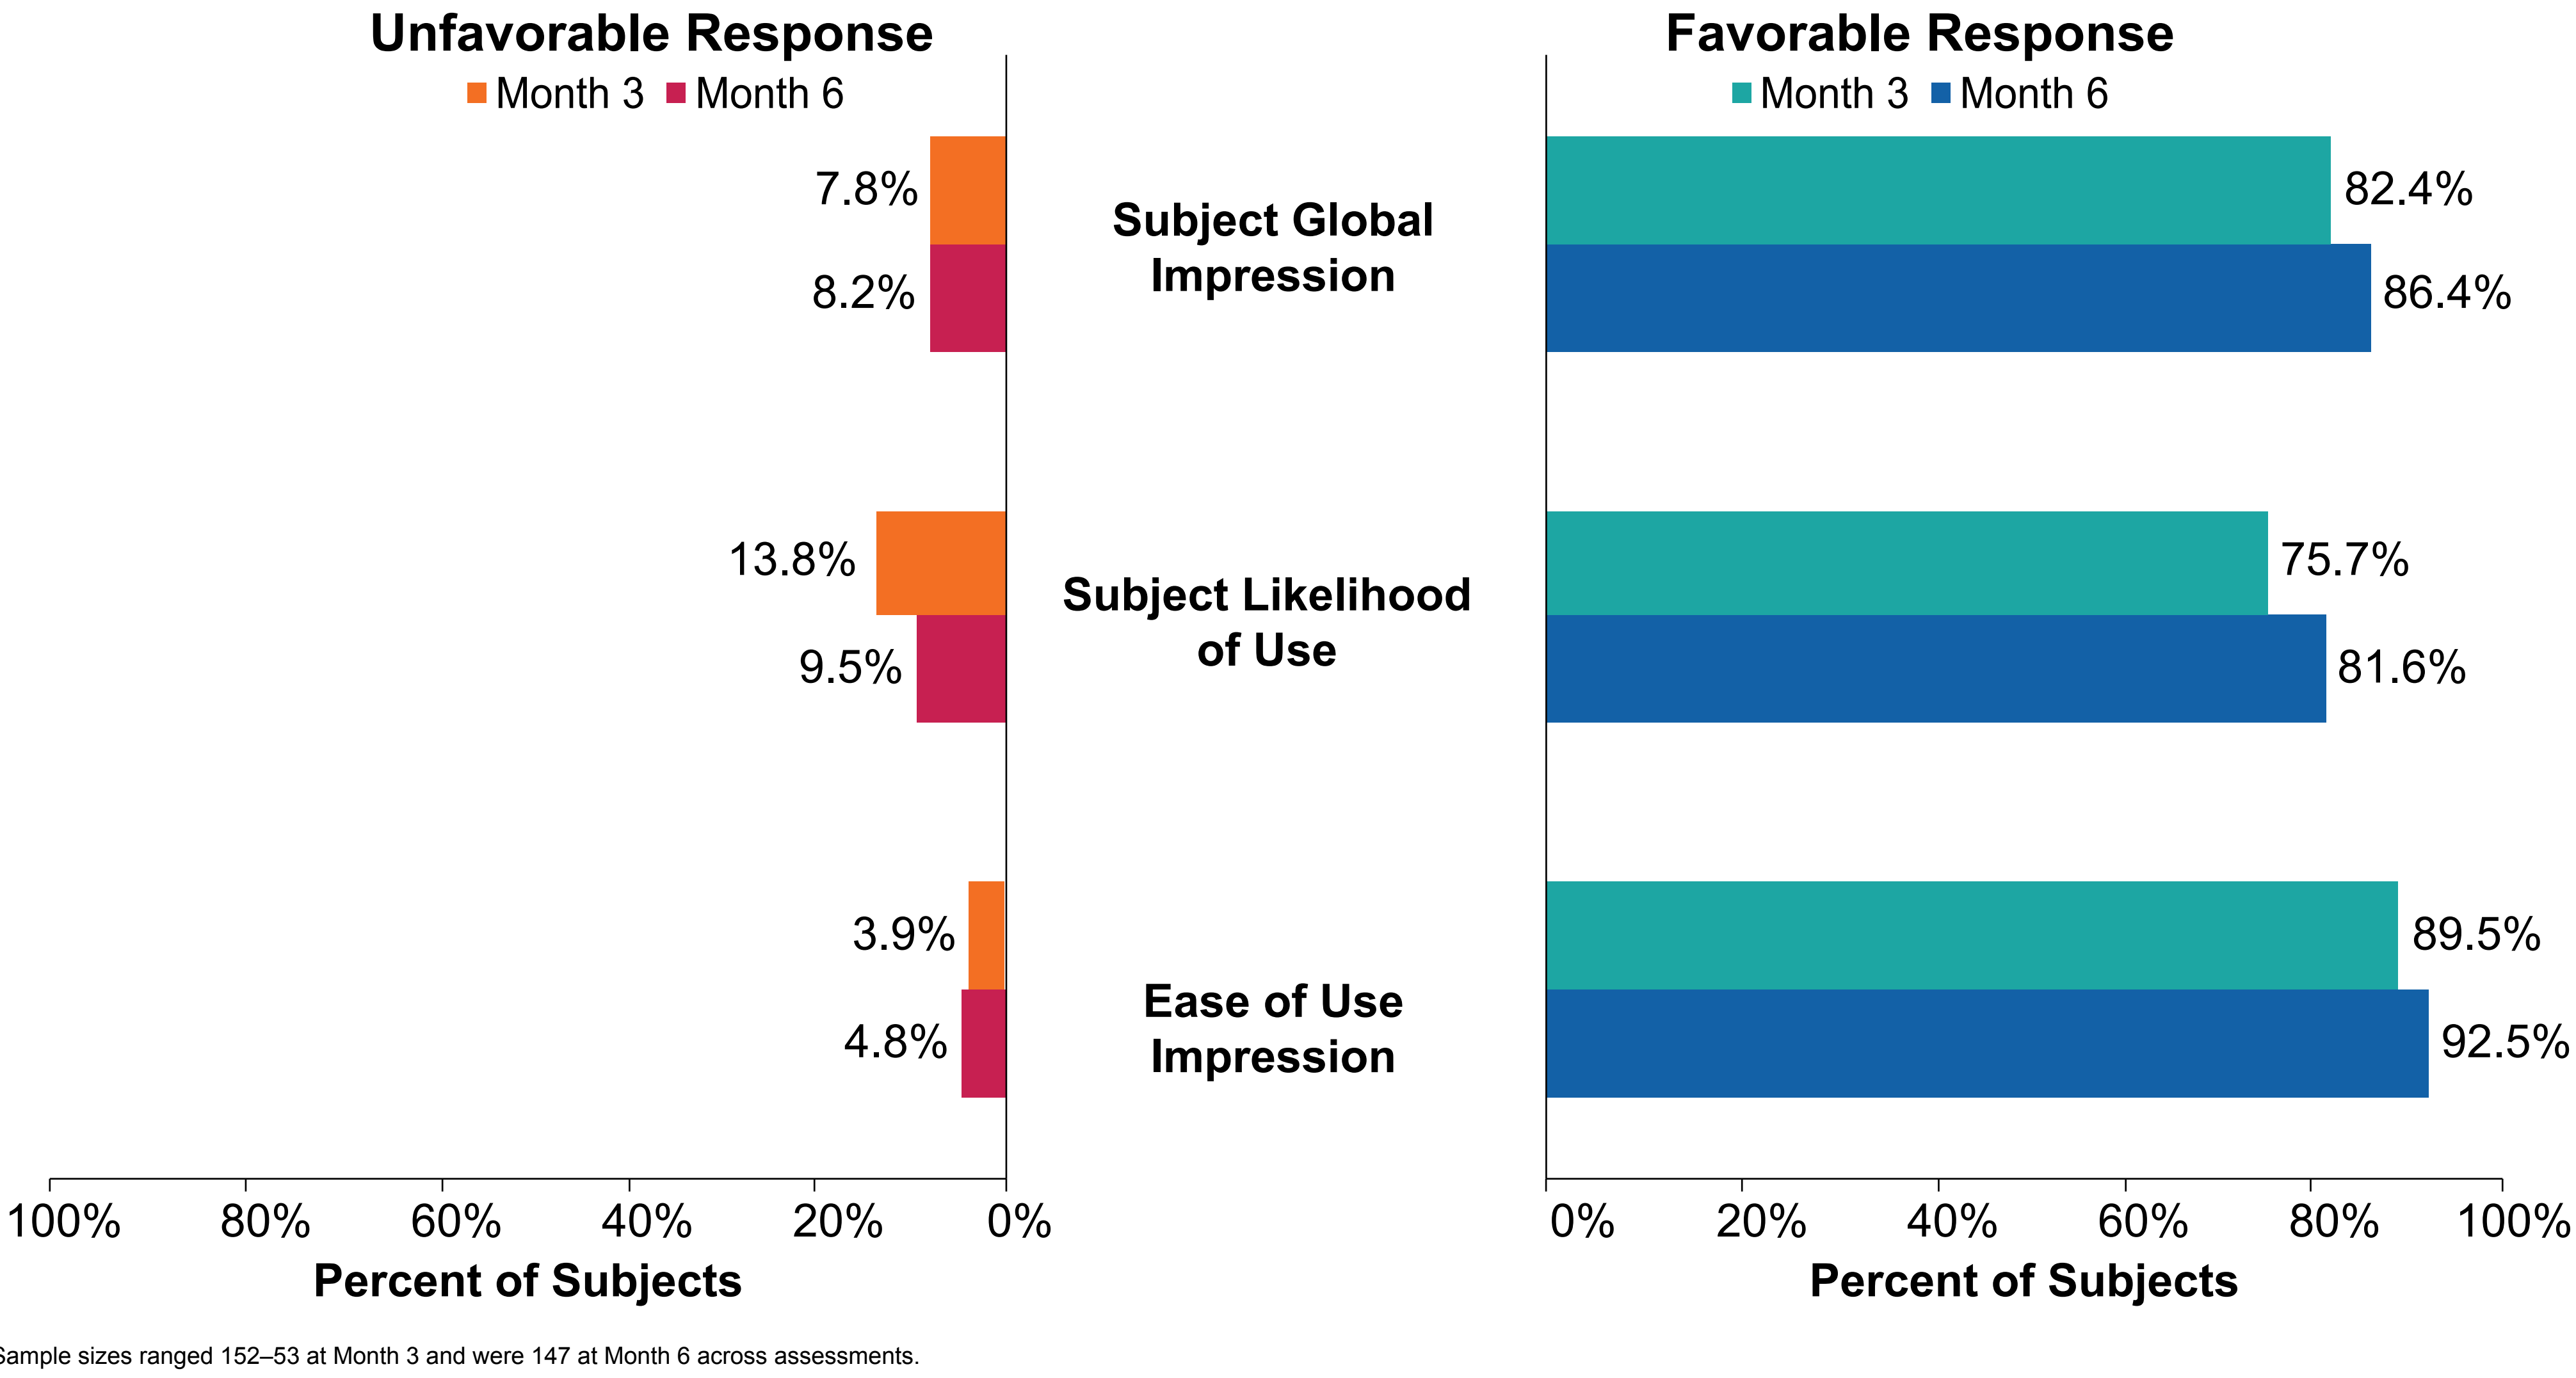 Unfavorable Response
Month 3 Month 6
7.8%
8.2%
13.8%
9.5%
3.9%
4.8%
100% 80% 60% 40% 20% 0%
Percent of Subjects
Subject Global
Impression
Subject Likelihood
of Use
Ease of Use
Impression
Favorable Response
Month 3 Month 6
82.4%
86.4%
75.7%
81.6%
89.5%
92.5%
0% 20% 40% 60% 80% 100%
Percent of Subjects
Sample sizes ranged 152–53 at Month 3 and were 147 at Month 6 across assessments.